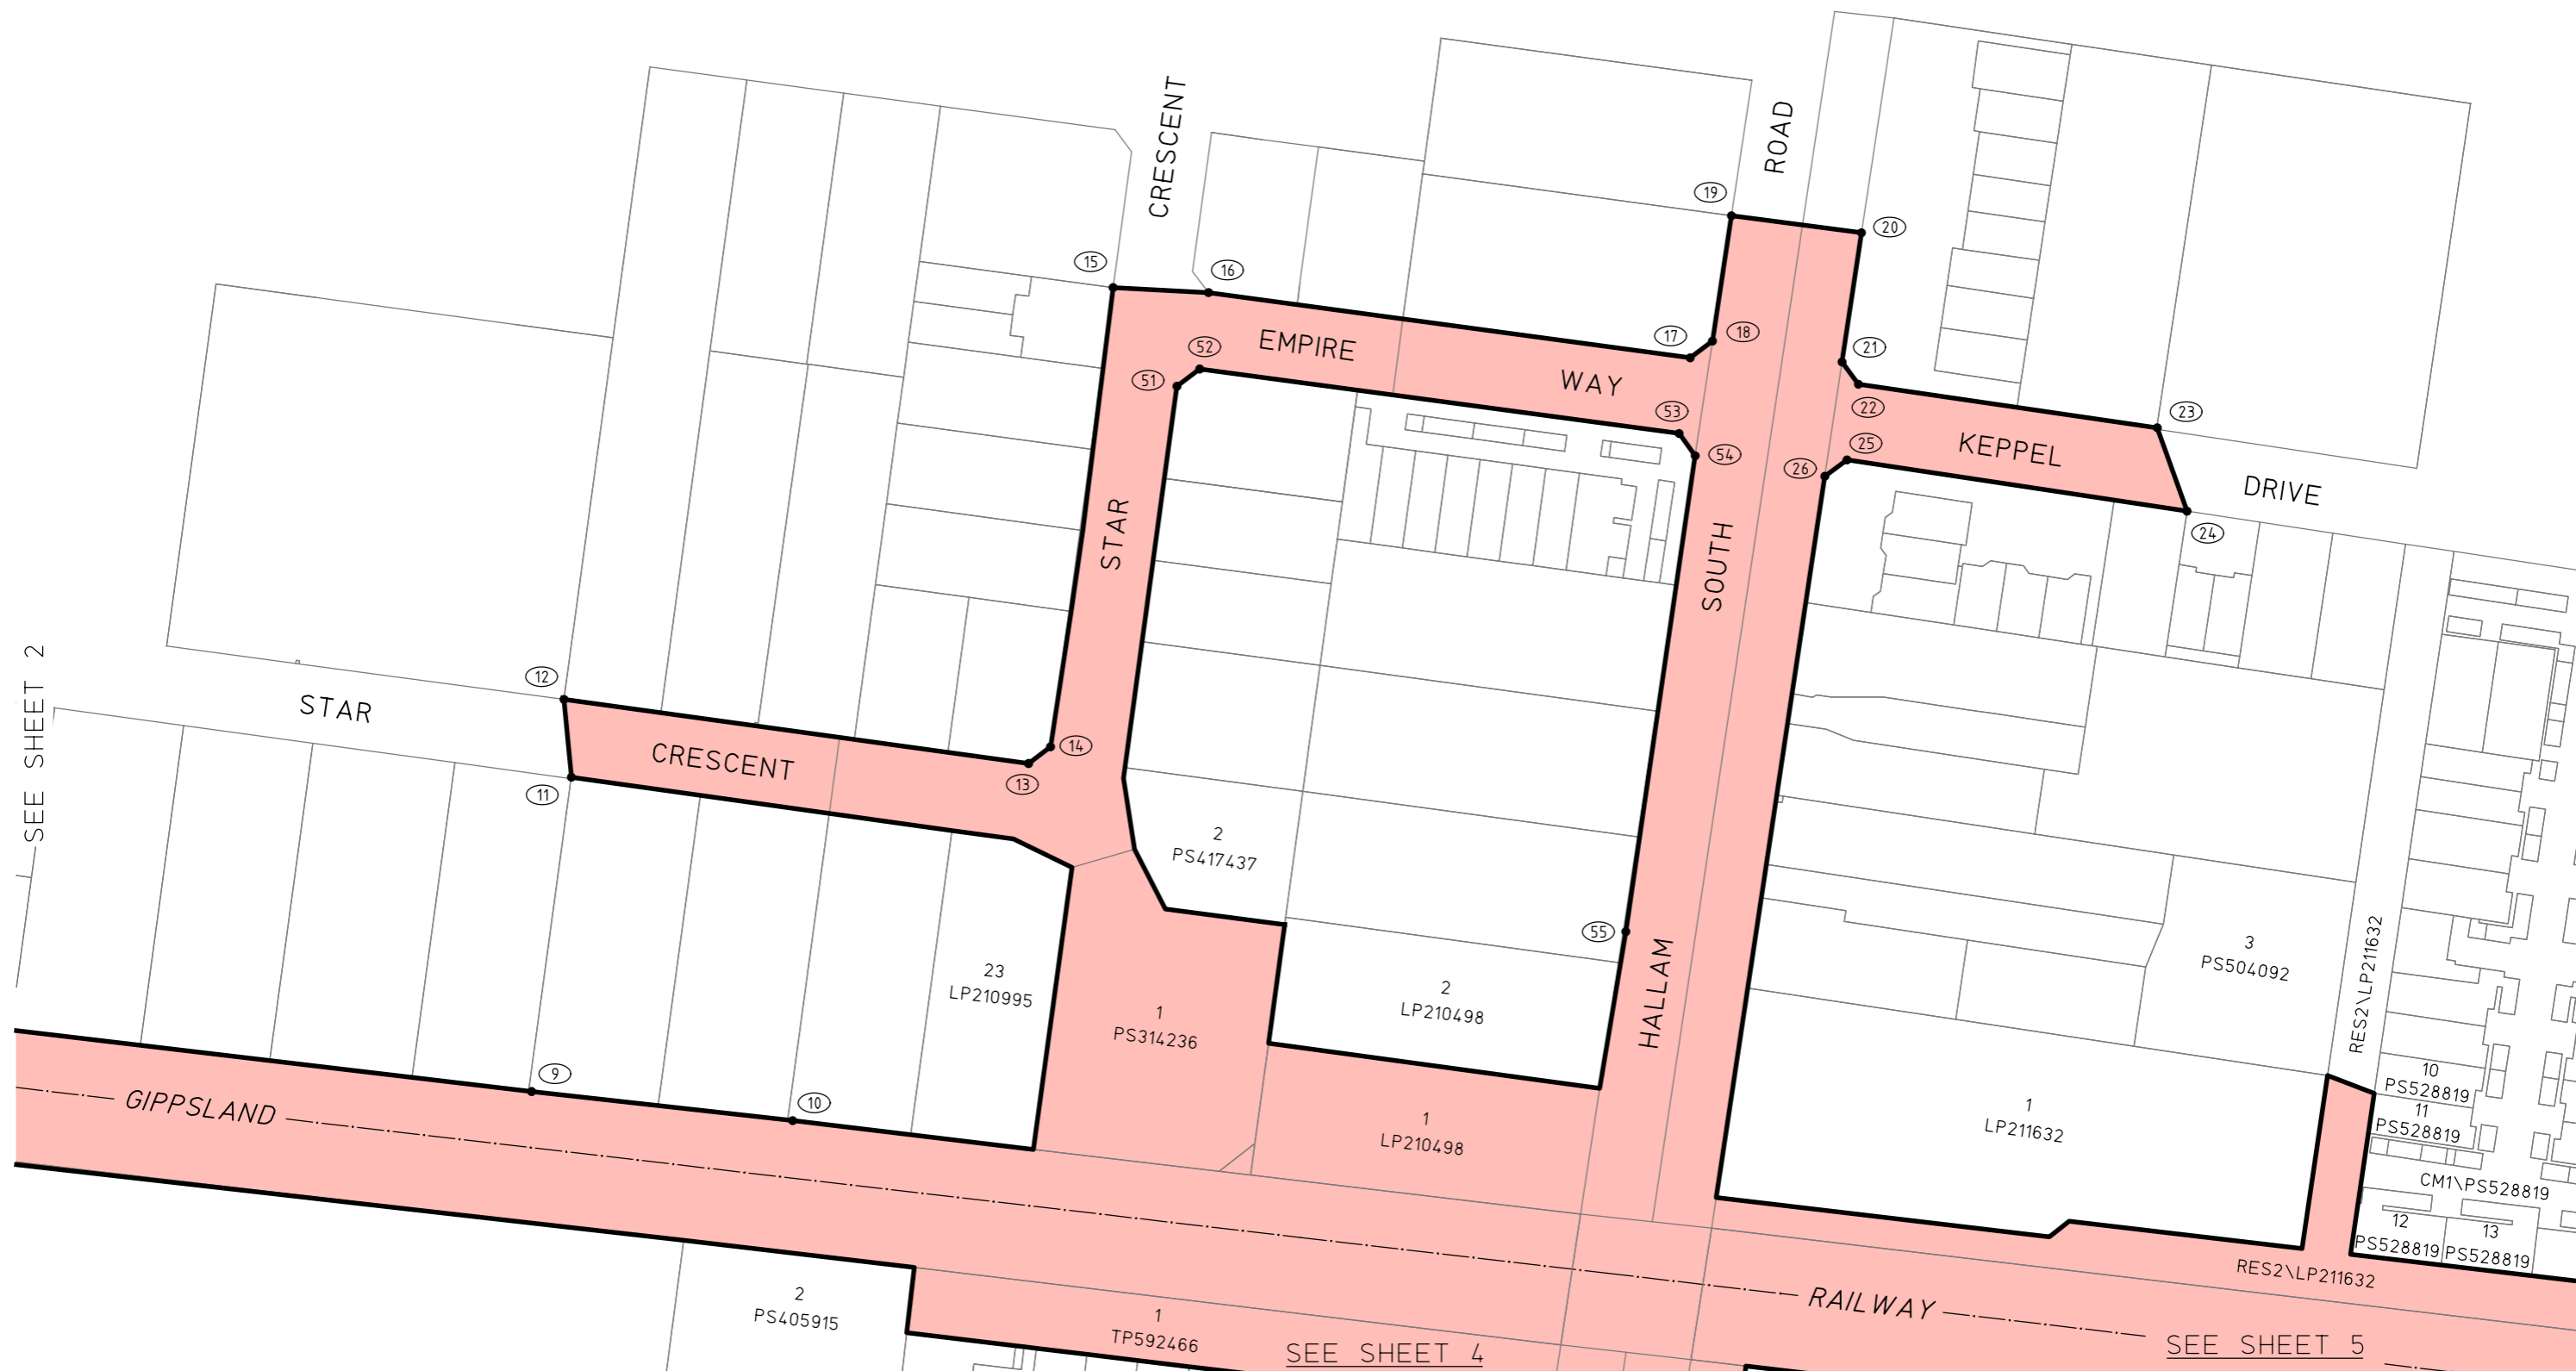 CRESCENT
ROAD
19
20
15
16
17
18
21
52
51
EMPIRE
WAY
53
54
22
23
25
26
KEPPEL
DRIVE
24
STAR
SOUTH
SEE SHEET 2
12
STAR
CRESCENT
14
13
11
2
PS417437
55
HALLAM
23
LP210995
1
PS314236
2
LP210498
3
PS504092
RES2\LP211632
9
10
GIPPSLAND
1
LP210498
1
LP211632
10
PS528819
11
PS528819
CM1\PS528819
12
PS528819
13
PS528819
RES2\LP211632
2
PS405915
1
TP592466
RAILWAY
SEE SHEET 4
SEE SHEET 5